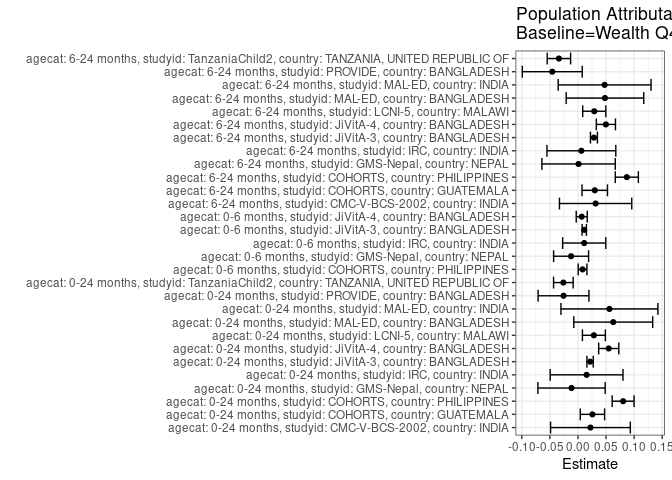 Population Attributa
Baseline=Wealth Q4
agecat: 6-24 months, studyid: TanzaniaChild2, country: TANZANIA, UNITED REPUBLIC OF
agecat: 6-24 months, studyid: PROVIDE, country: BANGLADESH
agecat: 6-24 months, studyid: MAL-ED, country: INDIA
agecat: 6-24 months, studyid: MAL-ED, country: BANGLADESH
agecat: 6-24 months, studyid: LCNI-5, country: MALAWI
agecat: 6-24 months, studyid: JiVitA-4, country: BANGLADESH
agecat: 6-24 months, studyid: JiVitA-3, country: BANGLADESH
agecat: 6-24 months, studyid: IRC, country: INDIA
agecat: 6-24 months, studyid: GMS-Nepal, country: NEPAL
agecat: 6-24 months, studyid: COHORTS, country: PHILIPPINES
agecat: 6-24 months, studyid: COHORTS, country: GUATEMALA
agecat: 6-24 months, studyid: CMC-V-BCS-2002, country: INDIA
agecat: 0-6 months, studyid: JiVitA-4, country: BANGLADESH
agecat: 0-6 months, studyid: JiVitA-3, country: BANGLADESH
agecat: 0-6 months, studyid: IRC, country: INDIA
agecat: 0-6 months, studyid: GMS-Nepal, country: NEPAL
agecat: 0-6 months, studyid: COHORTS, country: PHILIPPINES
agecat: 0-24 months, studyid: TanzaniaChild2, country: TANZANIA, UNITED REPUBLIC OF
agecat: 0-24 months, studyid: PROVIDE, country: BANGLADESH
agecat: 0-24 months, studyid: MAL-ED, country: INDIA
agecat: 0-24 months, studyid: MAL-ED, country: BANGLADESH
agecat: 0-24 months, studyid: LCNI-5, country: MALAWI
agecat: 0-24 months, studyid: JiVitA-4, country: BANGLADESH
agecat: 0-24 months, studyid: JiVitA-3, country: BANGLADESH
agecat: 0-24 months, studyid: IRC, country: INDIA
agecat: 0-24 months, studyid: GMS-Nepal, country: NEPAL
agecat: 0-24 months, studyid: COHORTS, country: PHILIPPINES
agecat: 0-24 months, studyid: COHORTS, country: GUATEMALA
agecat: 0-24 months, studyid: CMC-V-BCS-2002, country: INDIA
-0.10 -0.05 0.00 0.05 0.10 0.15
Estimate